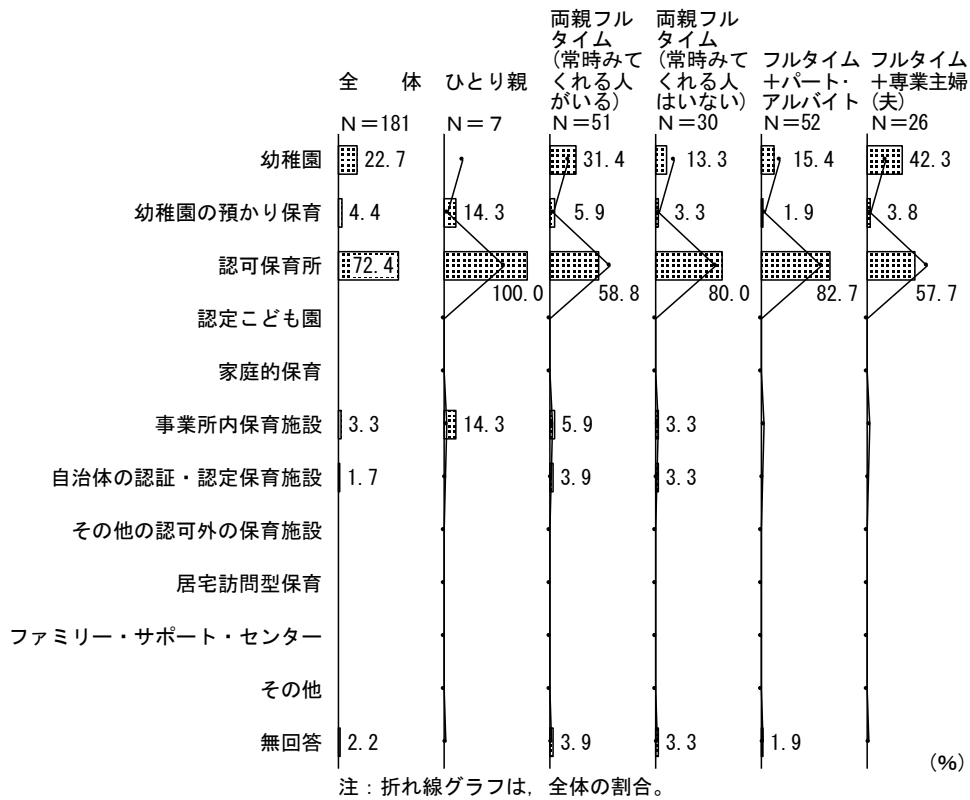 全　体
N＝181
ひとり親
N＝7
両親フル
タイム
（常時みて
くれる人
がいる）
N＝51
両親フル
タイム
（常時みて
くれる人
はいない）
N＝30
フルタイム
＋パート・
アルバイト
N＝52
フルタイム
＋専業主婦
（夫）
N＝26
幼稚園 22.7 31.4 13.3 15.4 42.3
幼稚園の預かり保育 4.4 14.3 5.9 3.3 1.9 3.8
認可保育所 72.4 100.0 58.8 80.0 82.7 57.7
認定こども園
家庭的保育
事業所内保育施設 3.3 14.3 5.9 3.3
自治体の認証・認定保育施設 1.7 3.9 3.3
その他の認可外の保育施設
居宅訪問型保育
ファミリー・サポート・センター
その他
無回答 2.2 3.9 3.3 1.9
（%）
注：折れ線グラフは，全体の割合。